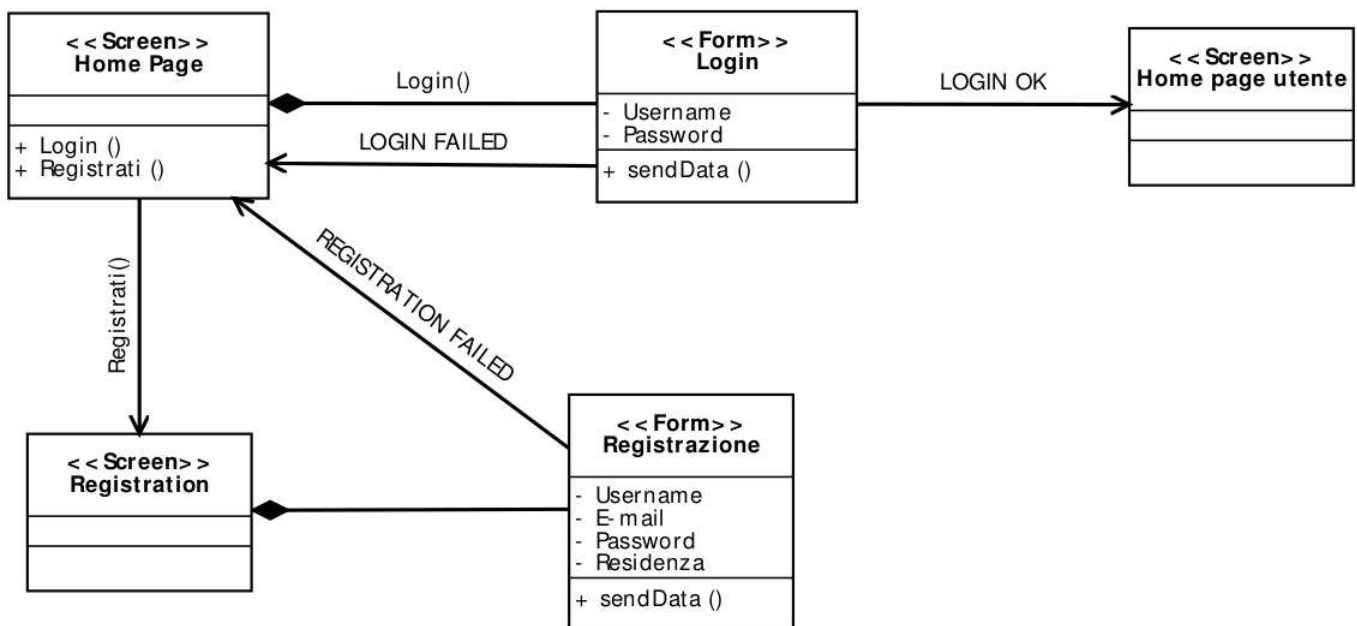 <<Screen>>
Home Page
+ Login ()
+ Registrati ()
Login()
LOGIN FAILED
<<Form>>
Login
- Username
- Password
+ sendData ()
LOGIN OK
<<Screen>>
Home page utente
Registrati()
REGISTRATION FAILED
<<Screen>>
Registration
<<Form>>
Registrazione
- Username
- E-mail
- Password
- Residenza
+ sendData ()